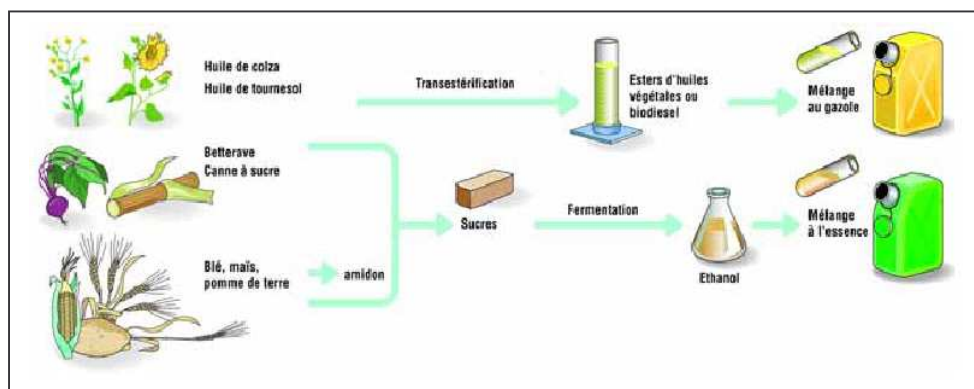 Huile de colza
Huile de tournesol
Transestérification
Esters d'huiles
végétales ou
biodiesel
Mélange
au gazole
Betterave
Canne à sucre
Sucres
Fermentation
Ethanol
Mélange
à l'essence
Blé, maïs,
pomme de terre
amidon